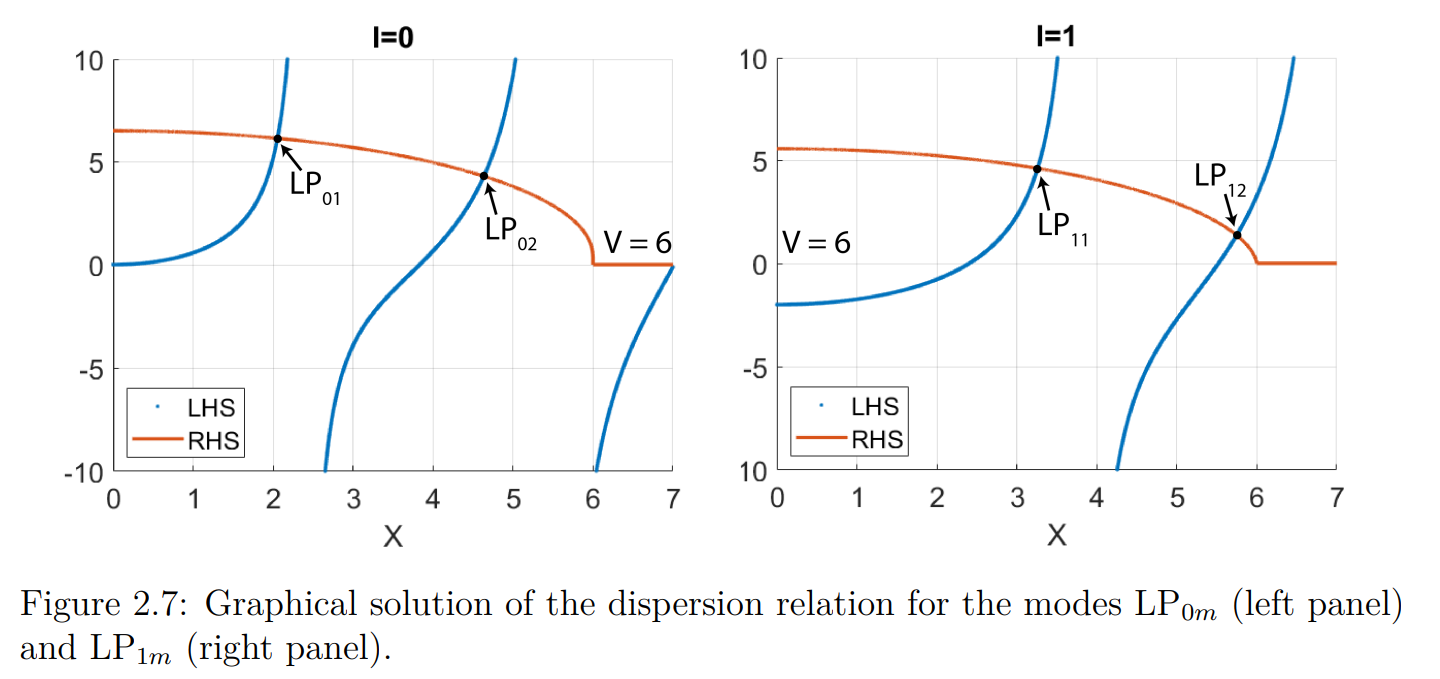 l=0
10
5
0
-5
-10
0 1 2 3 4 5 6 7
X
LP01
LP02
V = 6
LHS
RHS
l=1
10
5
0
-5
10
0 1 2 3 4 5 6 7
X
LP12
LP11
V = 6
LHS
RHS
Figure 2.7: Graphical solution of the dispersion relation for the modes LP0m (left panel)
and LP1m (right panel).